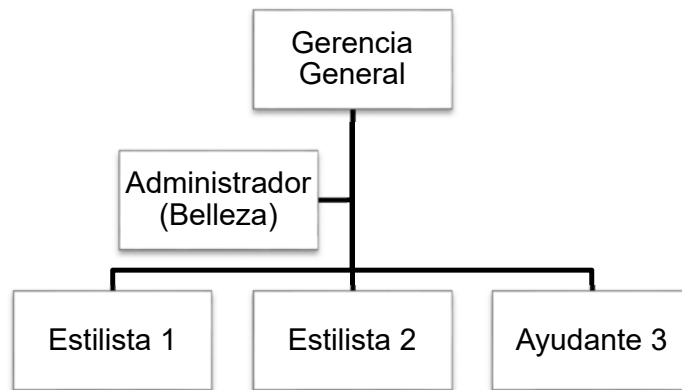 Gerencia
General
Administrador
(Belleza)
Estilista 1
Estilista 2
Ayudante 3